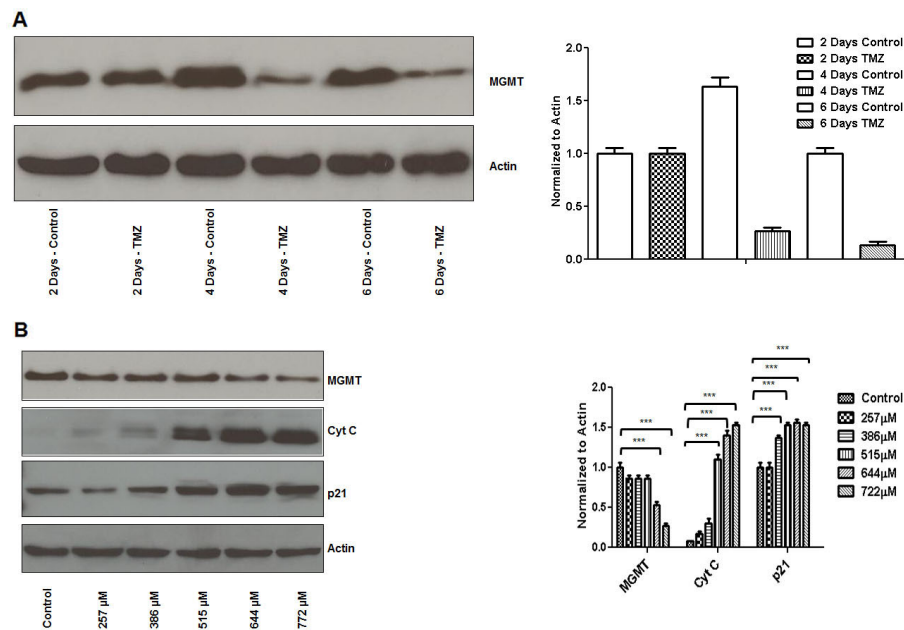 A
MGMT
Actin
2 Days - Control
2 Days - TMZ
4 Days - Control
4 Days - TMZ
6 Days - Control
6 Days - TMZ
Normalized to Actin
2.0
1.5
1.0
0.5
0.0
2 Days Control
2 Days TMZ
4 Days Control
4 Days TMZ
6 Days Control
6 Days TMZ
B
MGMT
Cyt C
p21
Actin
Control
257 µM
386 µM
515 µM
644 µM
772 µM
Normalized to Actin
2.0
1.5
1.0
0.5
0.0
***
***
***
***
***
***
***
***
***
MGMT
Cyt C
p21
Control
257µM
386µM
515µM
644µM
722µM